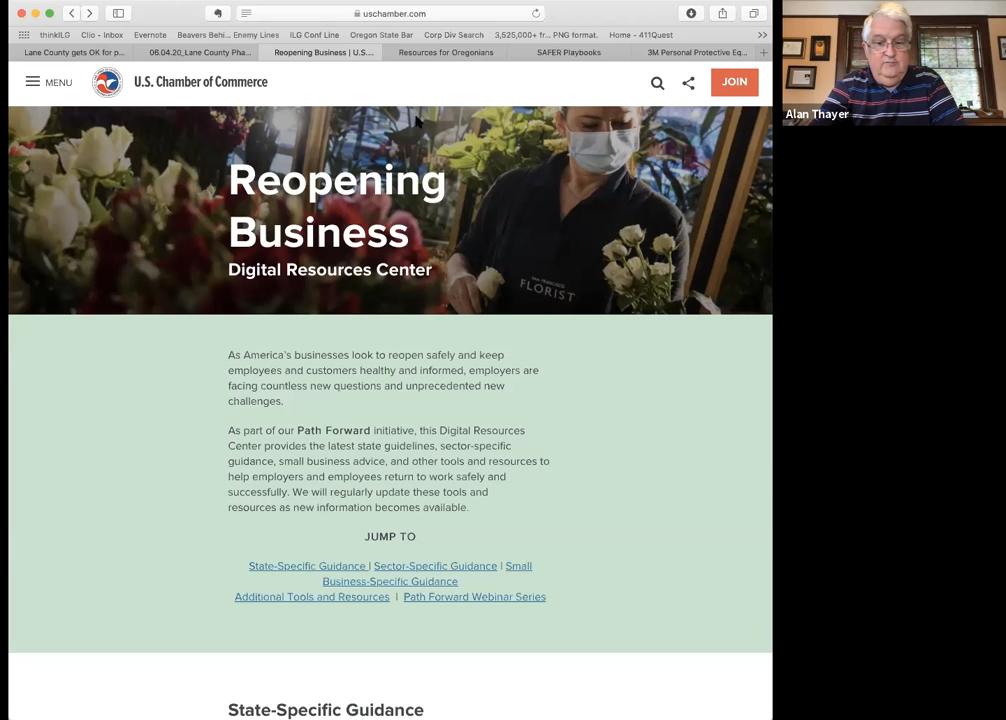 uschamber.com
thinkILG Clio - Inbox Evernote Beavers Behi... Enemy Lines ILG Conf Line Oregon State Bar Corp Div Search 3,525,000+ fr... PNG format. Home - 411Quest
Lane County gets OK for p... 06.04.20_Lane County Pha... Reopening Business | U.S.... Resources for Oregonians SAFER Playbooks 3M Personal Protective Eq...
MENU U.S. Chamber of Commerce JOIN
Alan Thayer
Reopening
Business
Digital Resources Center
SAN FRANCISCO
FLORIST
As America's businesses look to reopen safely and keep
employees and customers healthy and informed, employers are
facing countless new questions and unprecedented new
challenges.
As part of our Path Forward initiative, this Digital Resources
Center provides the latest state guidelines, sector-specific
guidance, small business advice, and other tools and resources to
help employers and employees return to work safely and
successfully. We will regularly update these tools and
resources as new information becomes available.
JUMP TO
State-Specific Guidance | Sector-Specific Guidance | Small
Business-Specific Guidance
Additional Tools and Resources | Path Forward Webinar Series
State-Specific Guidance